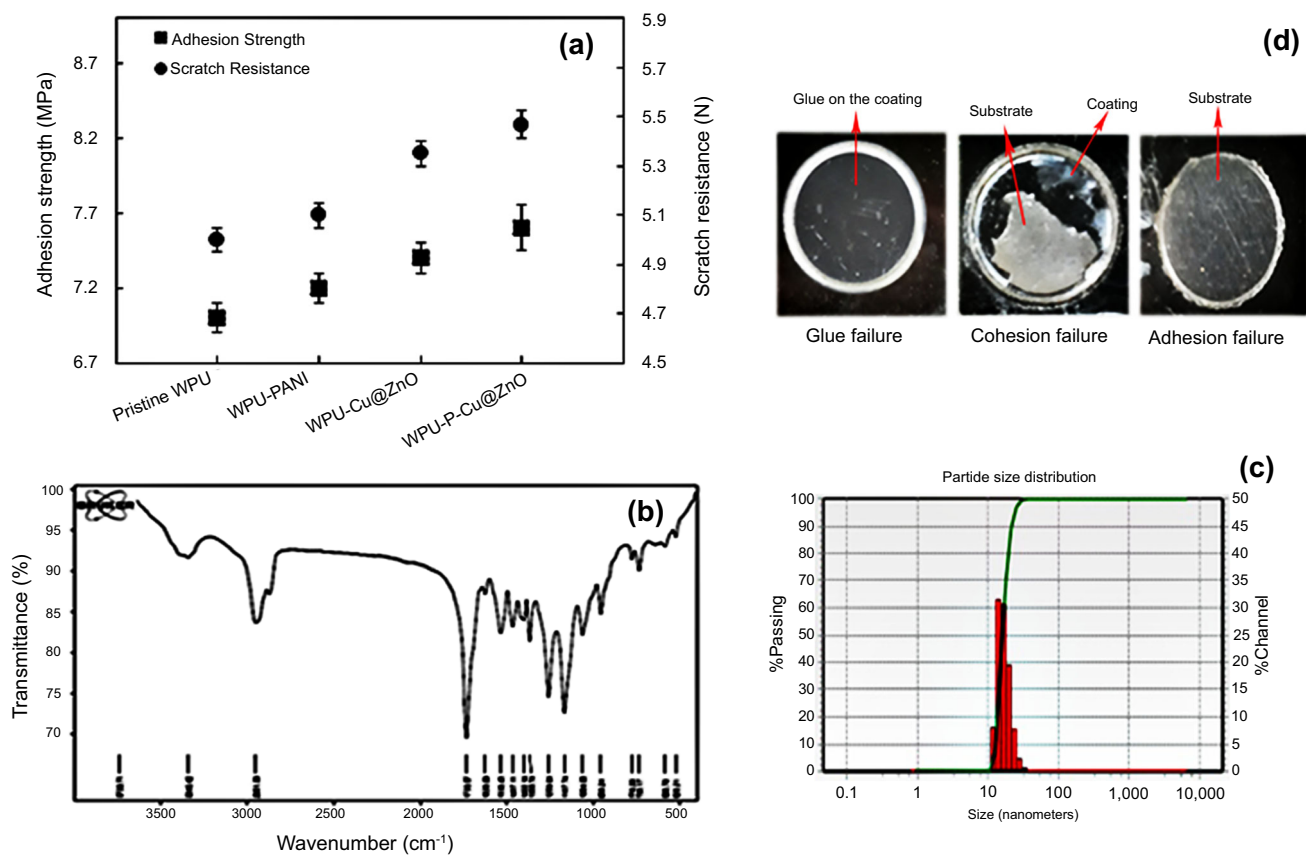 (a)
Adhesion Strength
Scratch Resistance
Adhesion strength (MPa)
8.7
8.2
7.7
7.2
6.7
Scratch resistance (N)
5.9
5.7
5.5
5.3
5.1
4.9
4.7
4.5
Pristine WPU
WPU-PANI
WPU-Cu@ZnO
WPU-P-Cu@ZnO
(d)
Glue on the coating
Substrate
Coating
Substrate
Glue failure
Cohesion failure
Adhesion failure
(b)
Transmittance (%)
100
95
90
85
80
75
70
3500
3000
2500
2000
1500
1000
500
Wavenumber (cm⁻¹)
(c)
Partide size distribution
%Passing
100
90
80
70
60
50
40
30
20
10
0
%Channel
50
45
40
35
30
25
20
15
10
5
0
0.1
1
10
100
1,000
10,000
Size (nanometers)